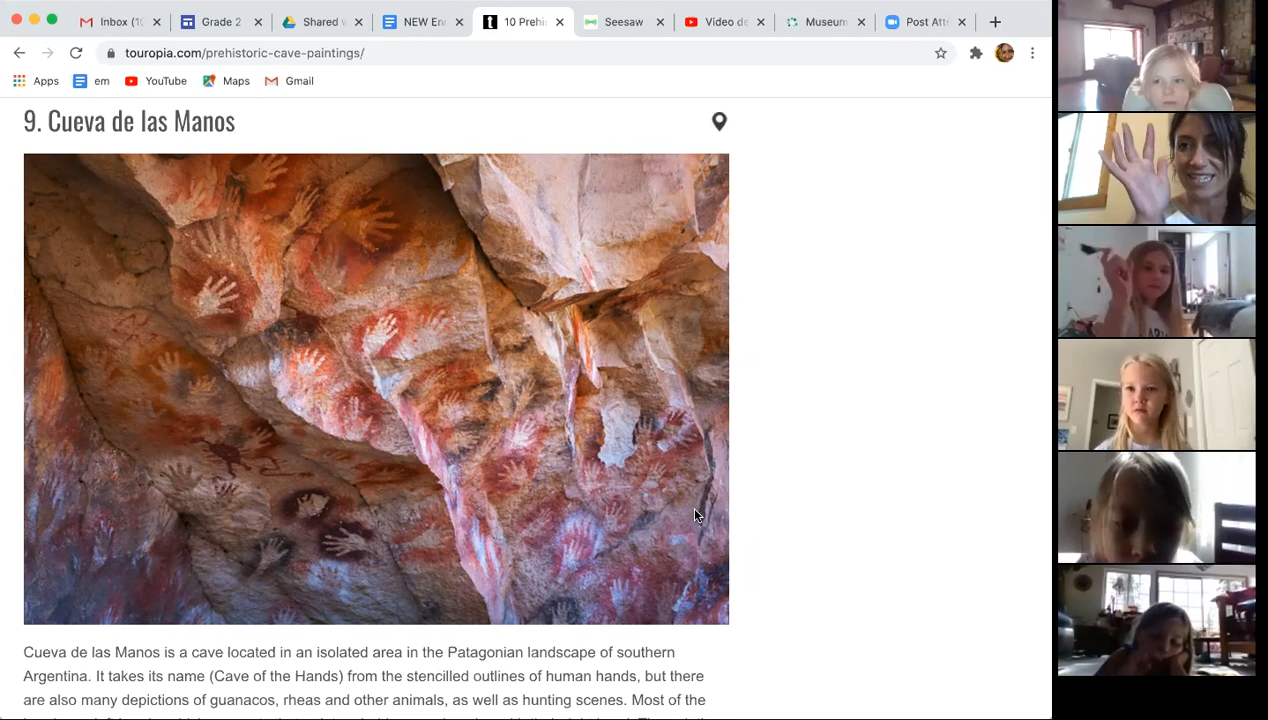 Inbox (1
Grade 2
Shared w
NEW En
10 Prehi
Seesaw
Video de
Museum
Post Att
touropia.com/prehistoric-cave-paintings/
Apps
em
YouTube
Maps
Gmail
9. Cueva de las Manos
Cueva de las Manos is a cave located in an isolated area in the Patagonian landscape of southern
Argentina. It takes its name (Cave of the Hands) from the stencilled outlines of human hands, but there
are also many depictions of guanacos, rheas and other animals, as well as hunting scenes. Most of the